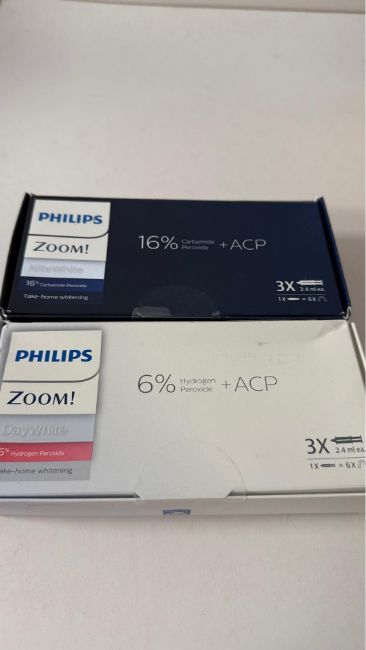 PHILIPS
ZOOM!
NiteWhite
16% Carbamide Peroxide
Take-home whitening
16% Carbamide Peroxide + ACP
3X
2.4 ml ea.
1X = 6X
PHILIPS
ZOOM!
DayWhite
6% Hydrogen Peroxide
Take-home whitening
6% Hydrogen Peroxide + ACP
3X
2.4 ml ea.
1X = 6X